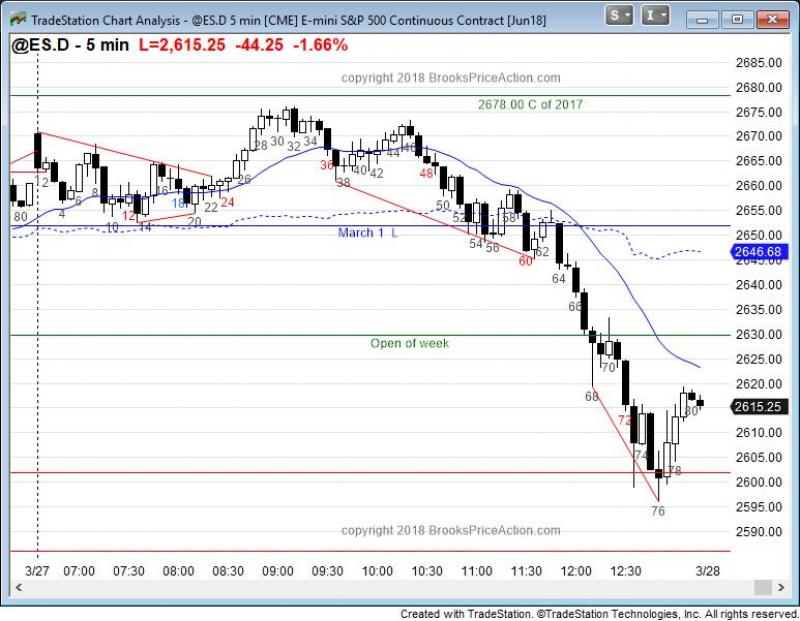 TradeStation Chart Analysis - @ES.D 5 min [CME] E-mini S&P 500 Continuous Contract [Jun18]
S I
@ES.D - 5 min L=2,615.25 -44.25 -1.66%
copyright 2018 BrooksPriceAction.com
2678.00 C of 2017
March 1 L
Open of week
copyright 2018 BrooksPriceAction.com
80 2 4 6 8 10 12 14 16 18 20 22 24 26 28 30 32 34 36 38 40 42 44 46 48 50 52 54 56 58 60 62 64 66 68 70 72 74 76 78 80
2685.00
2680.00
2675.00
2670.00
2665.00
2660.00
2655.00
2650.00
2646.68
2645.00
2640.00
2635.00
2630.00
2625.00
2620.00
2615.25
2610.00
2605.00
2600.00
2595.00
2590.00
3/27 07:00 07:30 08:00 08:30 09:00 09:30 10:00 10:30 11:00 11:30 12:00 12:30 3/28
Created with TradeStation. ©TradeStation Technologies, Inc. All rights reserved.